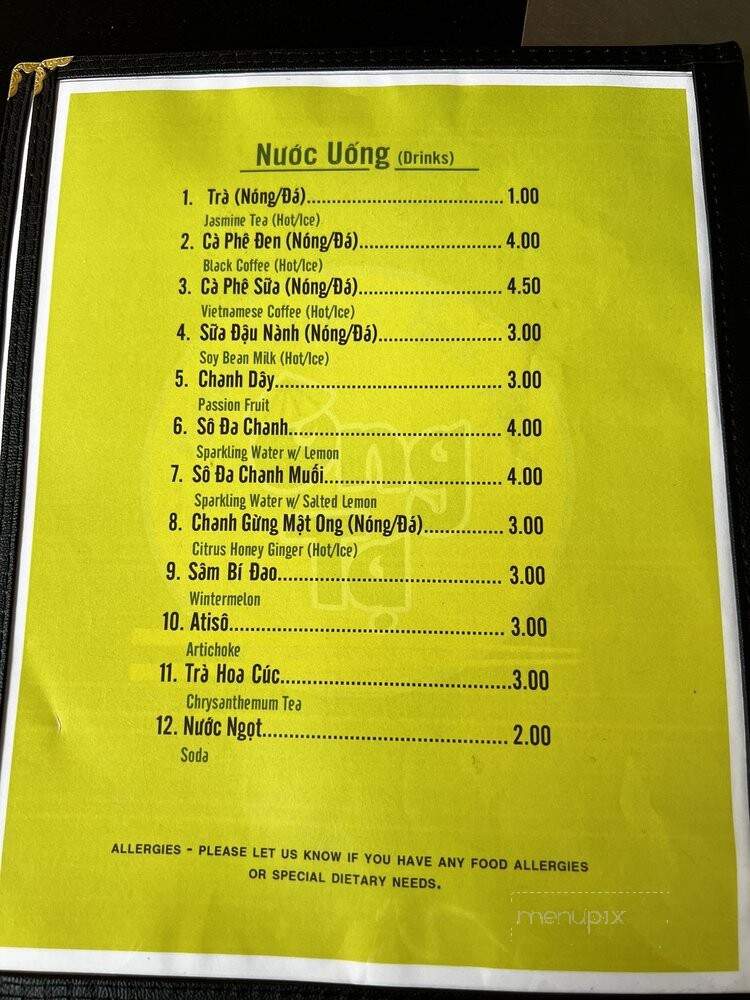 Nước Uống (Drinks)
1. Trà (Nóng/Đá)........................................ 1.00
Jasmine Tea (Hot/Ice)
2. Cà Phê Đen (Nóng/Đá)............................. 4.00
Black Coffee (Hot/Ice)
3. Cà Phê Sữa (Nóng/Đá)............................. 4.50
Vietnamese Coffee (Hot/Ice)
4. Sữa Đậu Nành (Nóng/Đá)......................... 3.00
Soy Bean Milk (Hot/Ice)
5. Chanh Dây.............................................. 3.00
Passion Fruit
6. Sô Đa Chanh........................................... 4.00
Sparkling Water w/ Lemon
7. Sô Đa Chanh Muối................................... 4.00
Sparkling Water w/ Salted Lemon
8. Chanh Gừng Mật Ong (Nóng/Đá)................ 3.00
Citrus Honey Ginger (Hot/Ice)
9. Sâm Bí Đao............................................. 3.00
Wintermelon
10. Atisô....................................................... 3.00
Artichoke
11. Trà Hoa Cúc.............................................3.00
Chrysanthemum Tea
12. Nước Ngọt............................................... 2.00
Soda
ALLERGIES - PLEASE LET US KNOW IF YOU HAVE ANY FOOD ALLERGIES
OR SPECIAL DIETARY NEEDS.
menupix